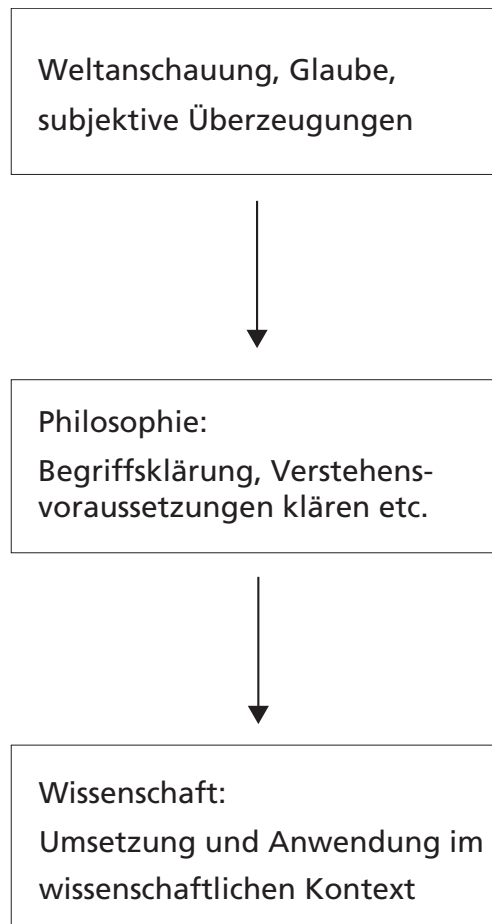 Weltanschauung, Glaube,
subjektive Überzeugungen
Philosophie:
Begriffsklärung, Verstehens-
voraussetzungen klären etc.
Wissenschaft:
Umsetzung und Anwendung im
wissenschaftlichen Kontext